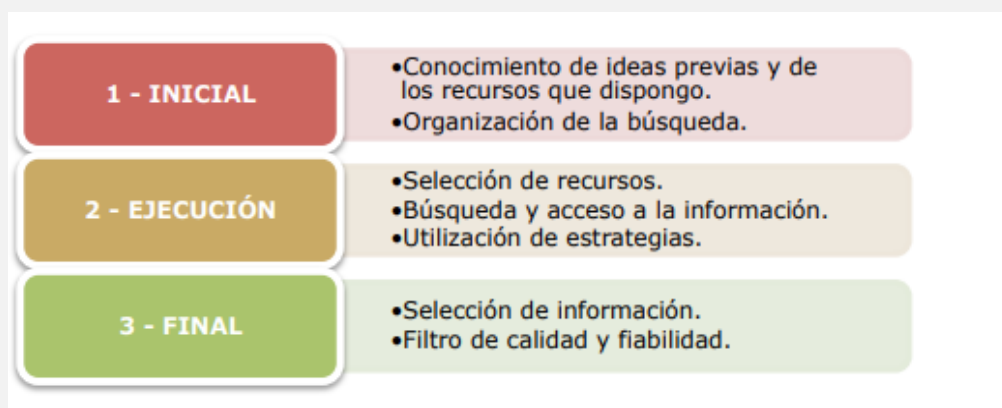 1 - INICIAL
•Conocimiento de ideas previas y de
los recursos que dispongo.
•Organización de la búsqueda.
2 - EJECUCIÓN
•Selección de recursos.
•Búsqueda y acceso a la información.
•Utilización de estrategias.
3 - FINAL
•Selección de información.
•Filtro de calidad y fiabilidad.